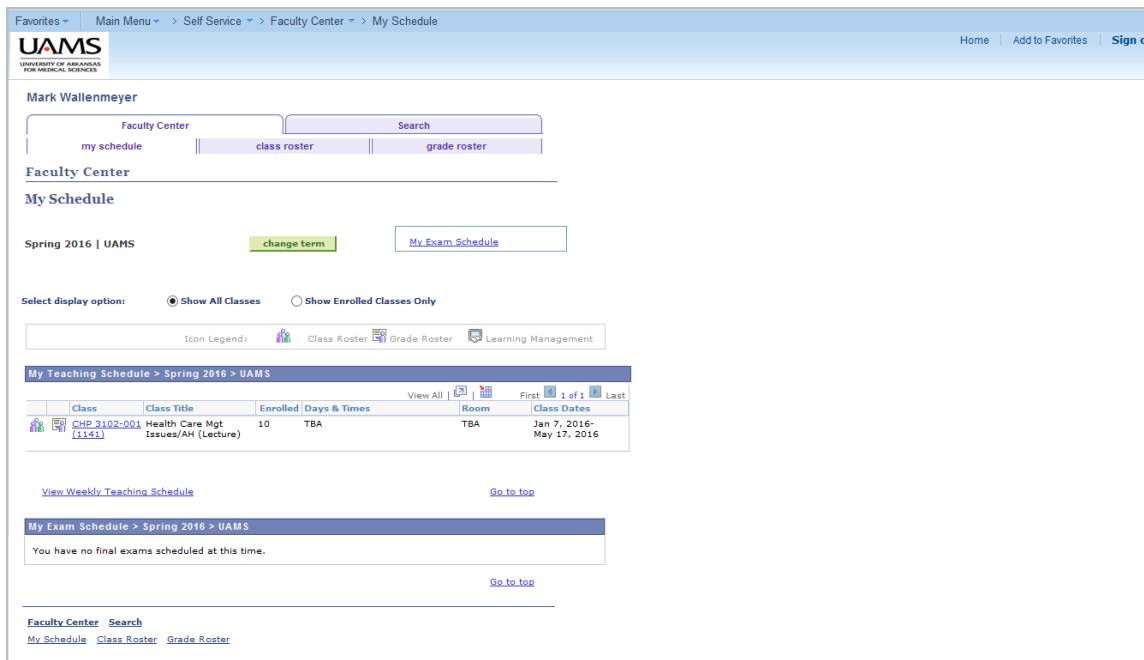 Favorites Main Menu > Self Service > Faculty Center > My Schedule
UAMS
UNIVERSITY OF ARKANSAS
FOR MEDICAL SCIENCES
Home Add to Favorites Sign o
Mark Wallenmeyer
Faculty Center Search
my schedule class roster grade roster
Faculty Center
My Schedule
Spring 2016 | UAMS change term My Exam Schedule
Select display option: Show All Classes Show Enrolled Classes Only
Icon Legend: Class Roster Grade Roster Learning Management
My Teaching Schedule > Spring 2016 > UAMS
View All | | First 1 of 1 Last
Class Class Title Enrolled Days & Times Room Class Dates
CHP 3102-001 Health Care Mgt 10 TBA TBA Jan 7, 2016-
(1141) Issues/AH (Lecture) May 17, 2016
View Weekly Teaching Schedule Go to top
My Exam Schedule > Spring 2016 > UAMS
You have no final exams scheduled at this time.
Go to top
Faculty Center Search
My Schedule Class Roster Grade Roster